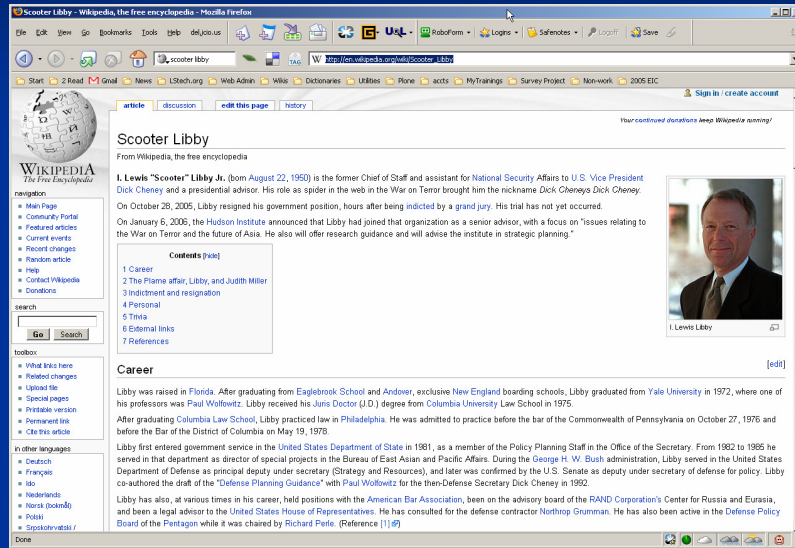 Scooter Libby - Wikipedia, the free encyclopedia - Mozilla Firefox
File Edit View Go Bookmarks Tools Help del.icio.us G U&L RoboForm Logins Safenotes Logoff Save
scooter libby TAG W http://en.wikipedia.org/wiki/Scooter_Libby
Start 2 Read Gmail News LStech.org Web Admin Wikis Dictionaries Utilities Plone accts MyTrainings Survey Project Non-work 2005 EIC
Sign in / create account
article discussion edit this page history
Your continued donations keep Wikipedia running!
WIKIPEDIA
The Free Encyclopedia
navigation
Main Page
Community Portal
Featured articles
Current events
Recent changes
Random article
Help
Contact Wikipedia
Donations
search
Go Search
toolbox
What links here
Related changes
Upload file
Special pages
Printable version
Permanent link
Cite this article
in other languages
Deutsch
Français
Ido
Nederlands
Norsk (bokmål)
Polski
Srpskohrvatski /
Scooter Libby
From Wikipedia, the free encyclopedia
I. Lewis "Scooter" Libby Jr. (born August 22, 1950) is the former Chief of Staff and assistant for National Security Affairs to U.S. Vice President
Dick Cheney and a presidential advisor. His role as spider in the web in the War on Terror brought him the nickname Dick Cheneys Dick Cheney.
On October 28, 2005, Libby resigned his government position, hours after being indicted by a grand jury. His trial has not yet occurred.
On January 6, 2006, the Hudson Institute announced that Libby had joined that organization as a senior advisor, with a focus on "issues relating to
the War on Terror and the future of Asia. He also will offer research guidance and will advise the institute in strategic planning."
I. Lewis Libby
Contents [hide]
1 Career
2 The Plame affair, Libby, and Judith Miller
3 Indictment and resignation
4 Personal
5 Trivia
6 External links
7 References
Career
[edit]
Libby was raised in Florida. After graduating from Eaglebrook School and Andover, exclusive New England boarding schools, Libby graduated from Yale University in 1972, where one of
his professors was Paul Wolfowitz. Libby received his Juris Doctor (J.D.) degree from Columbia University Law School in 1975.
After graduating Columbia Law School, Libby practiced law in Philadelphia. He was admitted to practice before the bar of the Commonwealth of Pennsylvania on October 27, 1976 and
before the Bar of the District of Columbia on May 19, 1978.
Libby first entered government service in the United States Department of State in 1981, as a member of the Policy Planning Staff in the Office of the Secretary. From 1982 to 1985 he
served in that department as director of special projects in the Bureau of East Asian and Pacific Affairs. During the George H. W. Bush administration, Libby served in the United States
Department of Defense as principal deputy under secretary (Strategy and Resources), and later was confirmed by the U.S. Senate as deputy under secretary of defense for policy. Libby
co-authored the draft of the "Defense Planning Guidance" with Paul Wolfowitz for the then-Defense Secretary Dick Cheney in 1992.
Libby has also, at various times in his career, held positions with the American Bar Association, been on the advisory board of the RAND Corporation's Center for Russia and Eurasia,
and been a legal advisor to the United States House of Representatives. He has consulted for the defense contractor Northrop Grumman. He has also been active in the Defense Policy
Board of the Pentagon while it was chaired by Richard Perle. (Reference [1])
Done